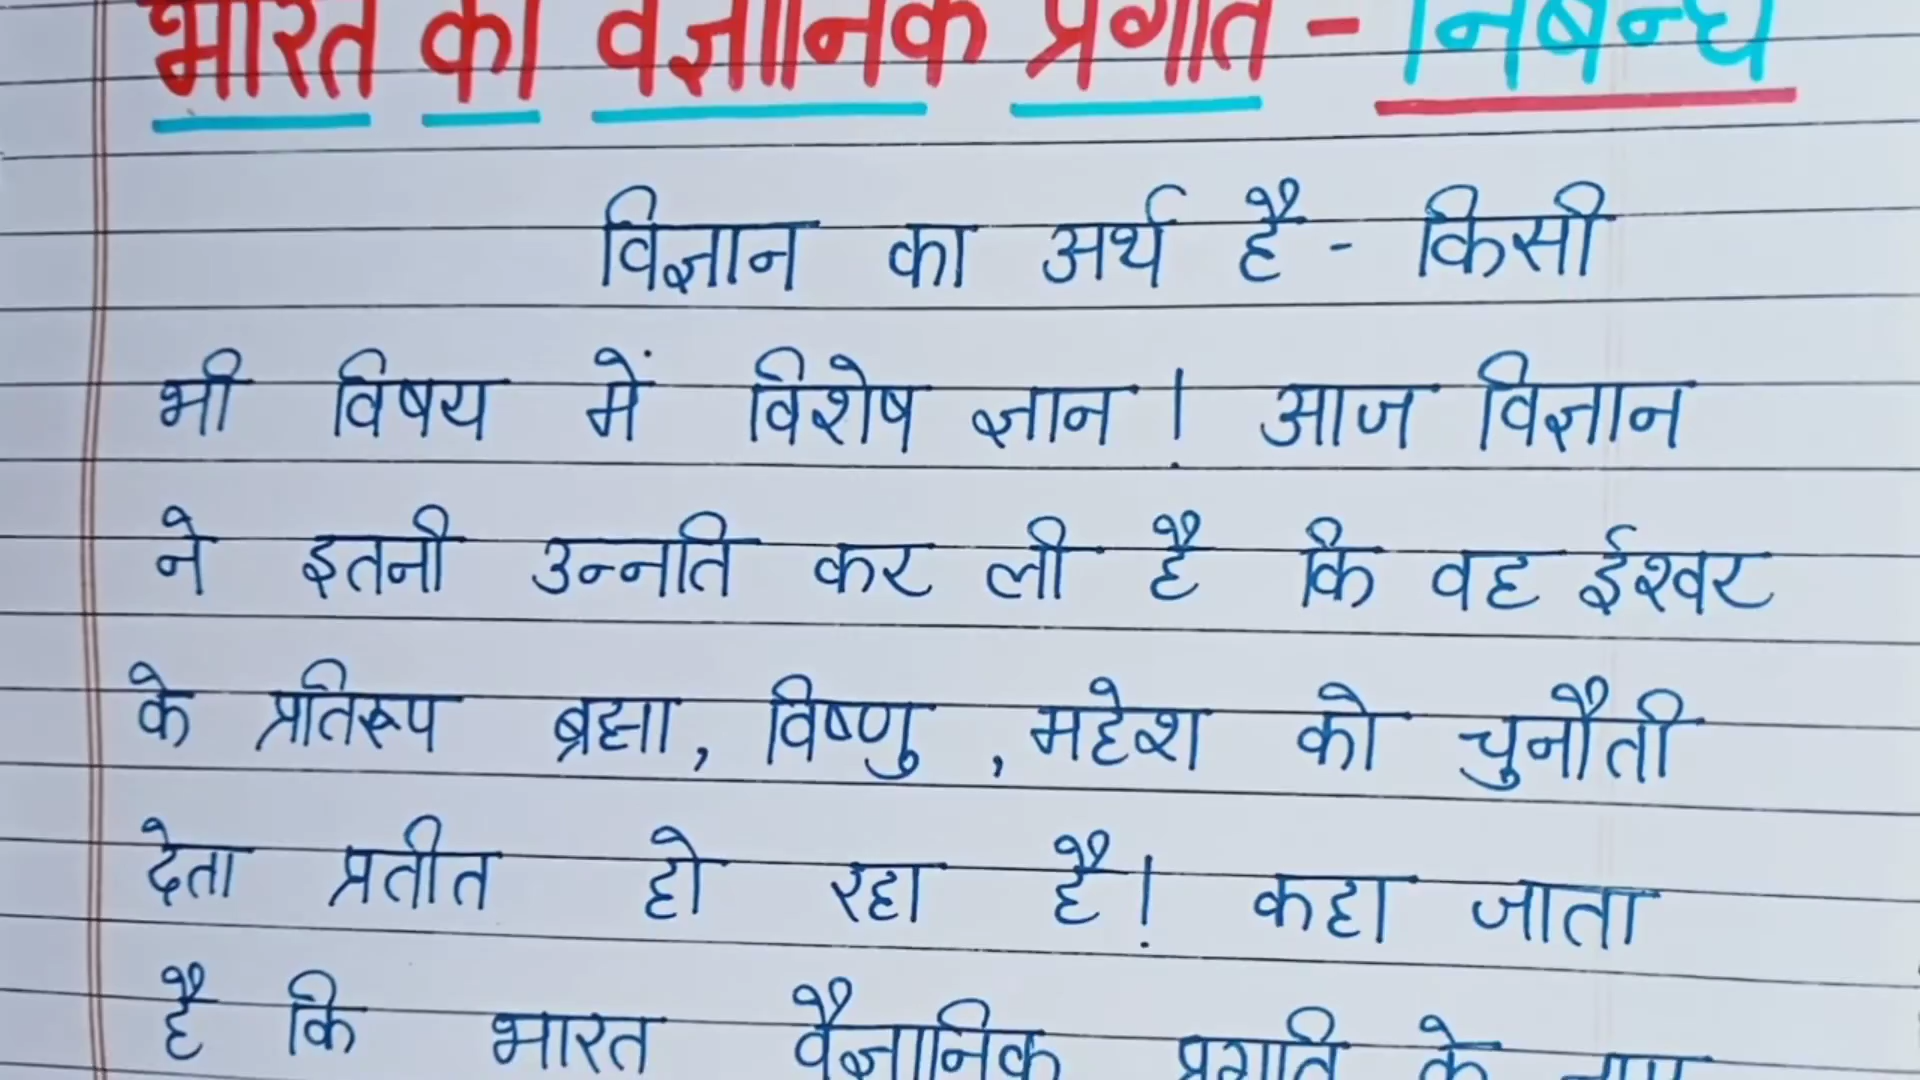 भारत की वैज्ञानिक प्रगति - निबन्ध
विज्ञान का अर्थ है - किसी
भी विषय में विशेष ज्ञान ! आज विज्ञान
ने इतनी उन्नति कर ली है कि वह ईश्वर
के प्रतिरूप ब्रह्मा, विष्णु , महेश को चुनौती
देता प्रतीत हो रहा है ! कहा जाता
है कि भारत वैज्ञानिक प्रगति के